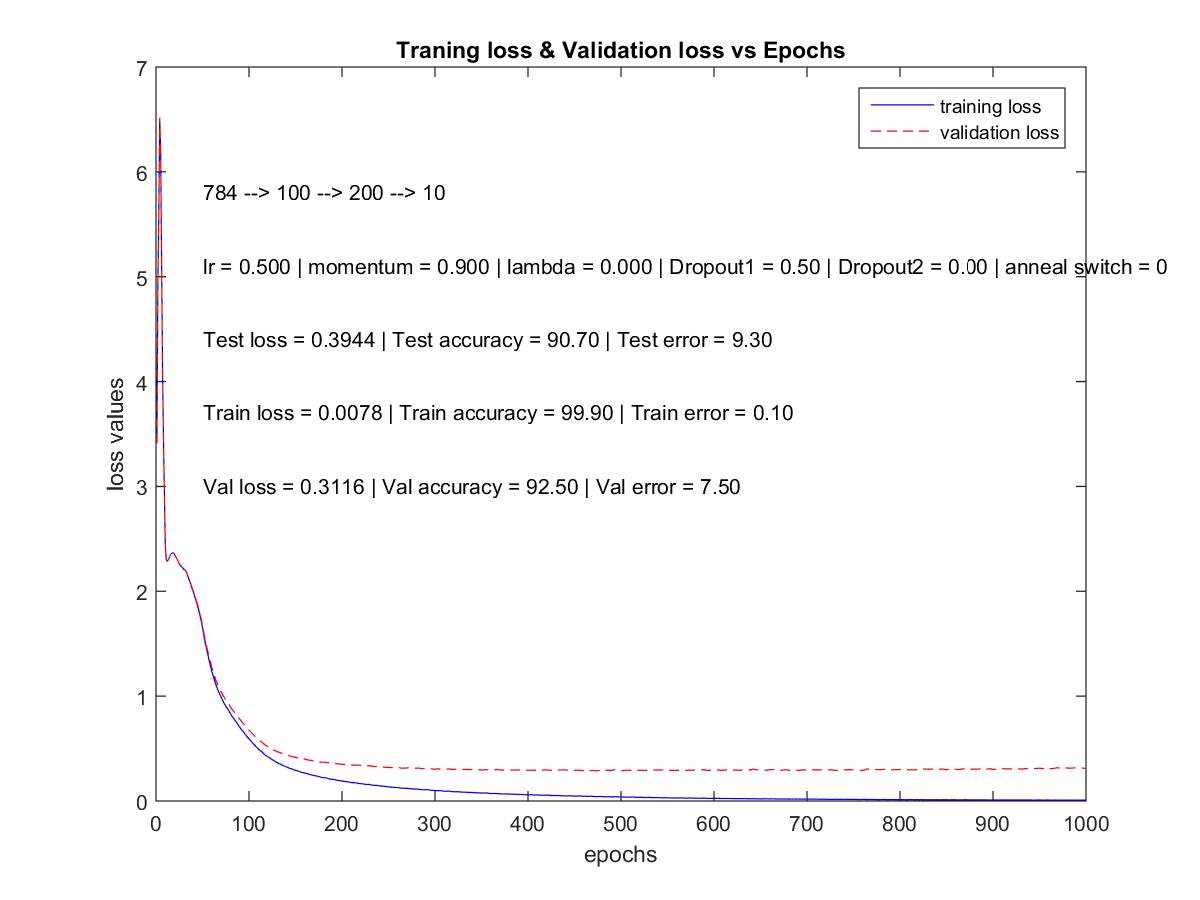 Traning loss & Validation loss vs Epochs
7
training loss
validation loss
6
784 --> 100 --> 200 --> 10
5
lr = 0.500 | momentum = 0.900 | lambda = 0.000 | Dropout1 = 0.50 | Dropout2 = 0.00 | anneal switch = 0
Test loss = 0.3944 | Test accuracy = 90.70 | Test error = 9.30
4
Train loss = 0.0078 | Train accuracy = 99.90 | Train error = 0.10
loss values
3
Val loss = 0.3116 | Val accuracy = 92.50 | Val error = 7.50
2
1
0
0 100 200 300 400 500 600 700 800 900 1000
epochs